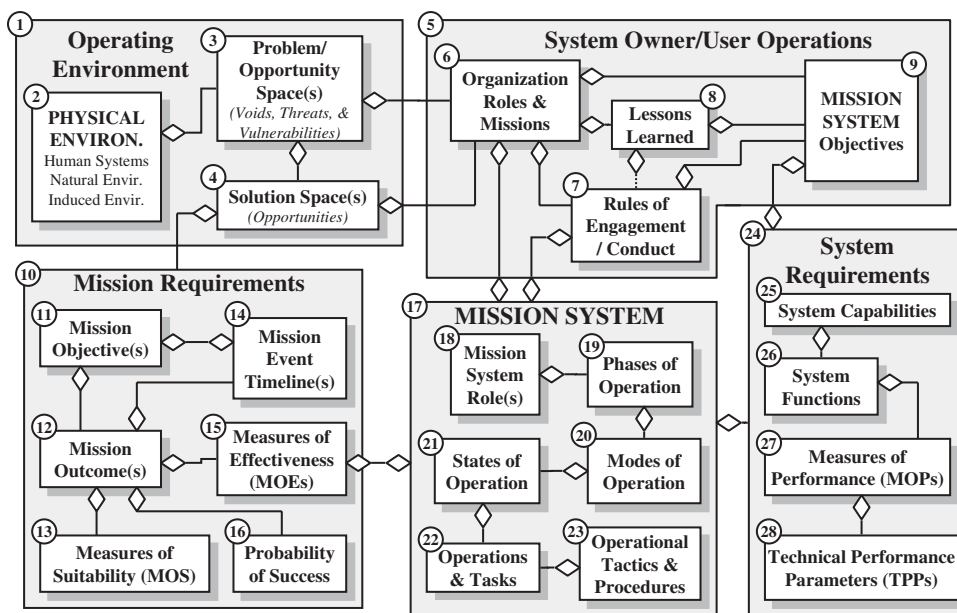 1
Operating
Environment
2
PHYSICAL
ENVIRON.
Human Systems
Natural Envir.
Induced Envir.
3
Problem/
Opportunity
Space(s)
(Voids, Threats, &
Vulnerabilities)
4
Solution Space(s)
(Opportunities)
5
System Owner/User Operations
6
Organization
Roles &
Missions
8
Lessons
Learned
9
MISSION
SYSTEM
Objectives
7
Rules of
Engagement
/ Conduct
10
Mission Requirements
11
Mission
Objective(s)
14
Mission
Event
Timeline(s)
12
Mission
Outcome(s)
15
Measures of
Effectiveness
(MOEs)
13
Measures of
Suitability (MOS)
16
Probability
of Success
17
MISSION SYSTEM
18
Mission
System
Role(s)
19
Phases of
Operation
21
States of
Operation
20
Modes of
Operation
22
Operations
& Tasks
23
Operational
Tactics &
Procedures
24
System
Requirements
25
System Capabilities
26
System
Functions
27
Measures of
Performance (MOPs)
28
Technical Performance
Parameters (TPPs)